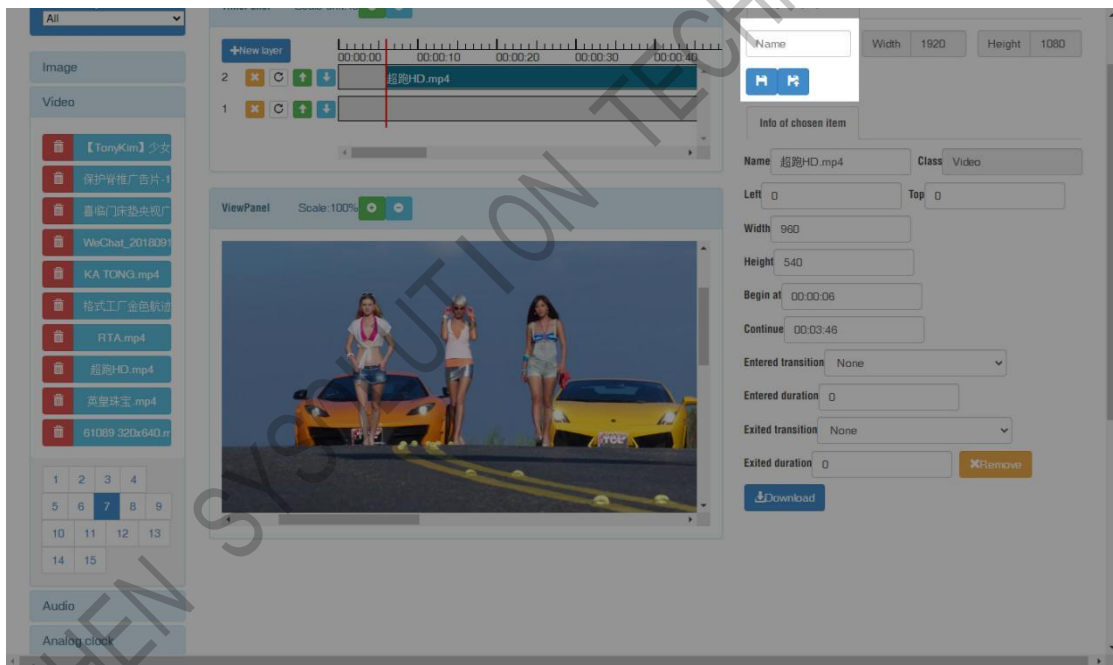 All
+New layer
00:00:00 00:00:10 00:00:20 00:00:30 00:00:40
2 超跑HD.mp4
1
Image
Video
【TonyKim】少女
保护脊椎广告片-1
喜临门床垫央视广
WeChat_2018091
KA TONG.mp4
格式工厂金色航迹
RTA.mp4
超跑HD.mp4
英皇珠宝.mp4
61089 320x640.m
1 2 3 4
5 6 7 8 9
10 11 12 13
14 15
Audio
Analog clock
ViewPanel Scale:100%
TCL
Name Width 1920 Height 1080
Info of chosen item
Name 超跑HD.mp4 Class Video
Left 0 Top 0
Width 960
Height 540
Begin at 00:00:06
Continue 00:03:46
Entered transition None
Entered duration 0
Exited transition None
Exited duration 0 Remove
Download
HEN SYSOLUTION TECH